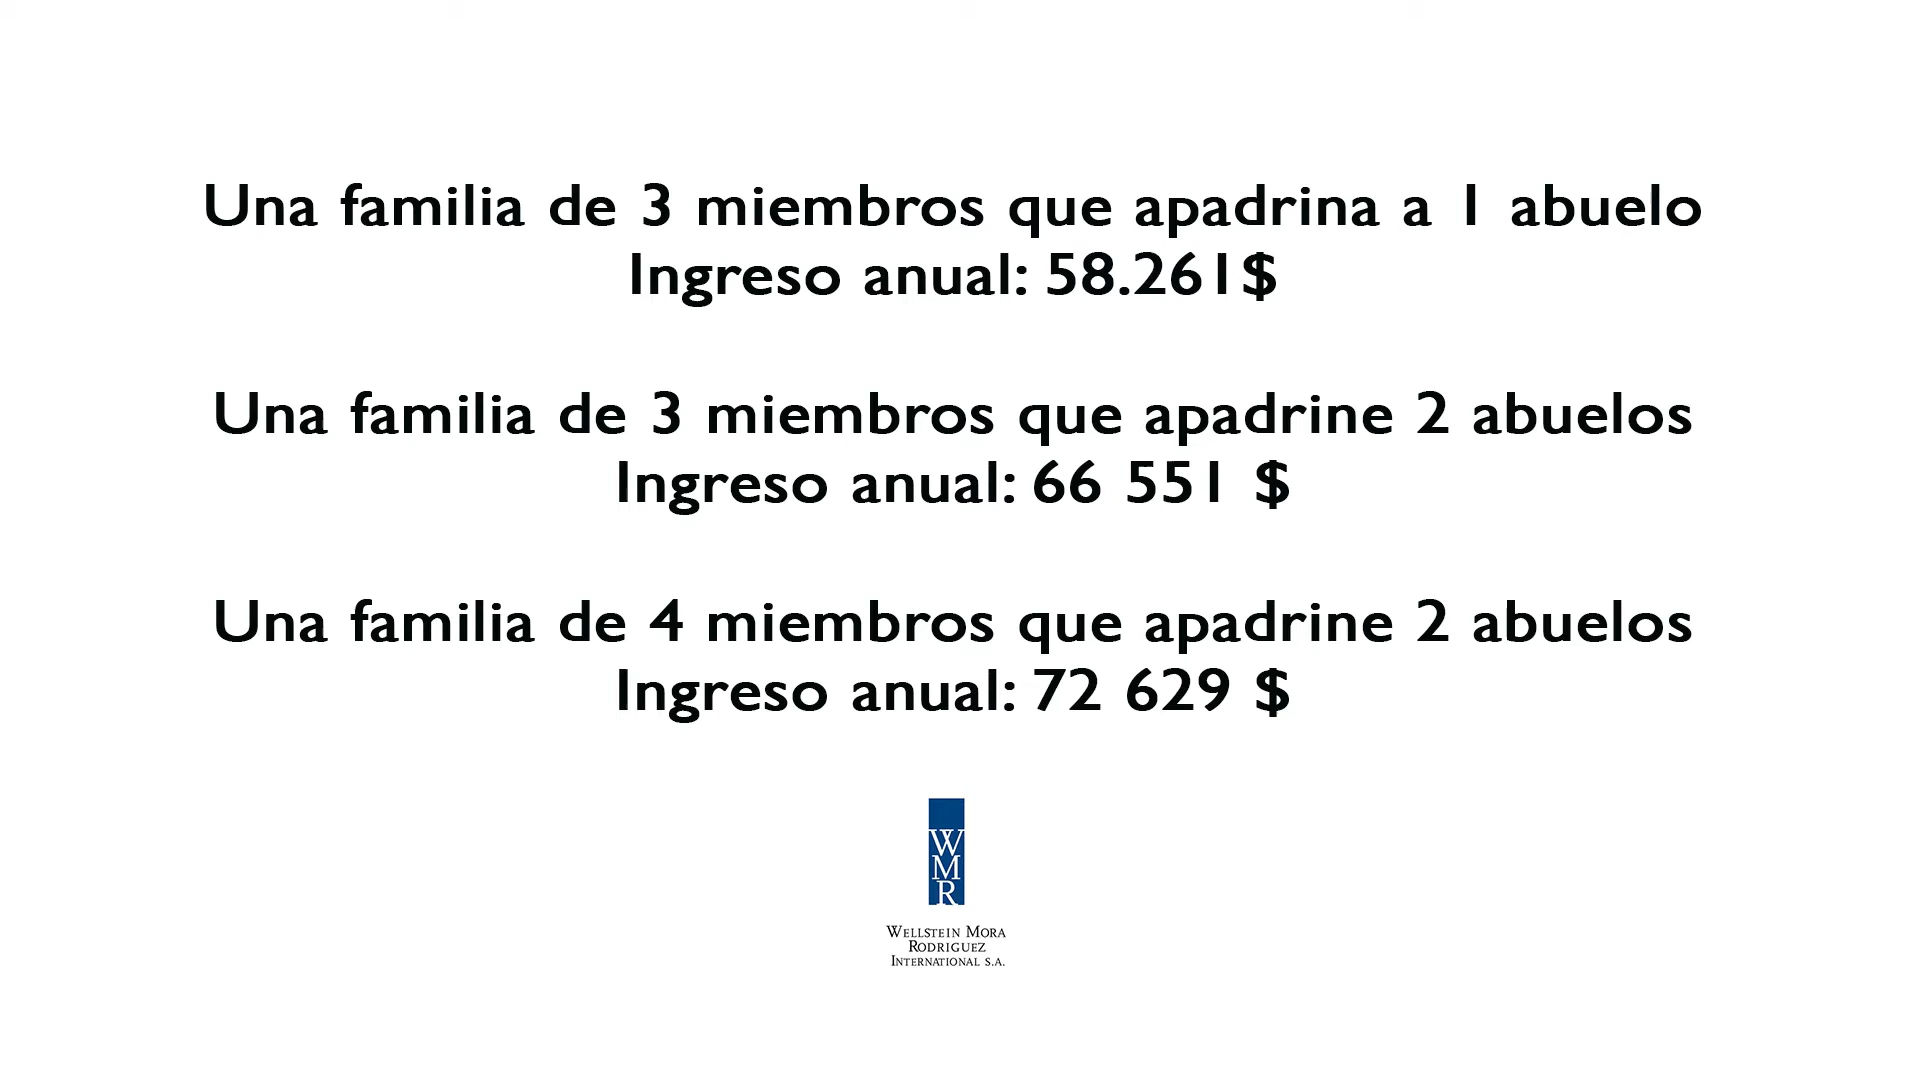 Una familia de 3 miembros que apadrina a 1 abuelo
Ingreso anual: 58.261$
Una familia de 3 miembros que apadrine 2 abuelos
Ingreso anual: 66 551 $
Una familia de 4 miembros que apadrine 2 abuelos
Ingreso anual: 72 629 $
W
M
R
WELLSTEIN MORA
RODRIGUEZ
INTERNATIONAL S.A.